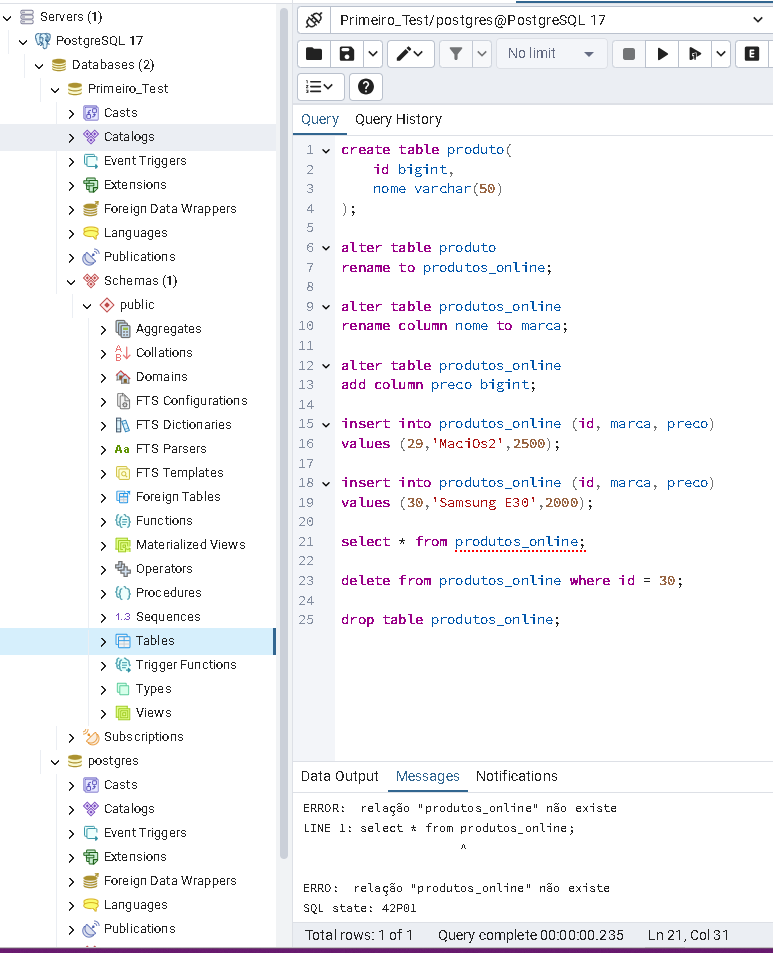 Servers (1)
PostgreSQL 17
Databases (2)
Primeiro_Test
Casts
Catalogs
Event Triggers
Extensions
Foreign Data Wrappers
Languages
Publications
Schemas (1)
public
Aggregates
Collations
Domains
FTS Configurations
FTS Dictionaries
Aa FTS Parsers
FTS Templates
Foreign Tables
Functions
Materialized Views
Operators
Procedures
1.3 Sequences
Tables
Trigger Functions
Types
Views
Subscriptions
postgres
Casts
Catalogs
Event Triggers
Extensions
Foreign Data Wrappers
Languages
Publications
Primeiro_Test/postgres@PostgreSQL 17
No limit
E
Query Query History
1 create table produto(
2 id bigint,
3 nome varchar(50)
4 );
5
6 alter table produto
7 rename to produtos_online;
8
9 alter table produtos_online
10 rename column nome to marca;
11
12 alter table produtos_online
13 add column preco bigint;
14
15 insert into produtos_online (id, marca, preco)
16 values (29,'MaciOs2',2500);
17
18 insert into produtos_online (id, marca, preco)
19 values (30,'Samsung E30',2000);
20
21 select * from produtos_online;
22
23 delete from produtos_online where id = 30;
24
25 drop table produtos_online;
Data Output Messages Notifications
ERROR:  relação "produtos_online" não existe
LINE 1: select * from produtos_online;
^
ERRO:  relação "produtos_online" não existe
SQL state: 42P01
Total rows: 1 of 1 Query complete 00:00:00.235 Ln 21, Col 31